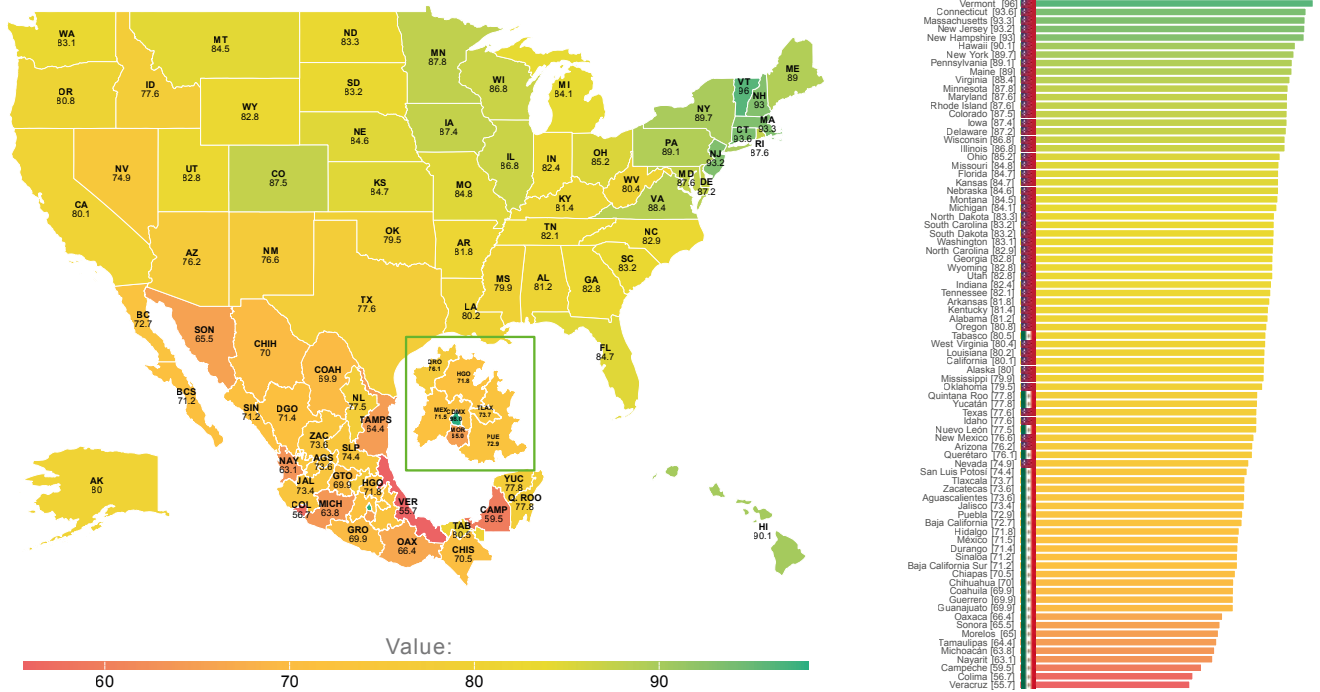 WA
83.1
MT
84.5
ND
83.3
MN
87.8
ME
89
OR
80.8
ID
77.6
WY
82.8
SD
83.2
WI
86.8
MI
84.1
VT
96
NH
93
NY
89.7
MA
93.3
CT
93.6
RI
87.6
NV
74.9
UT
82.8
CO
87.5
NE
84.6
IA
87.4
IL
86.8
IN
82.4
OH
85.2
PA
89.1
NJ
93.2
MD
87.6
DE
87.2
CA
80.1
KS
84.7
MO
84.8
KY
81.4
WV
80.4
VA
88.4
AZ
76.2
NM
76.6
OK
79.5
AR
81.8
TN
82.1
NC
82.9
SC
83.2
TX
77.6
LA
80.2
MS
79.9
AL
81.2
GA
82.8
FL
84.7
BC
72.7
SON
65.5
CHIH
70
COAH
69.9
BCS
71.2
SIN
71.2
DGO
71.4
NL
77.5
TAMPS
64.4
ZAC
73.6
SLP
74.4
NAY
63.1
AGS
73.6
JAL
73.4
GTO
69.9
HGO
71.8
COL
56.7
MICH
63.8
VER
55.7
GRO
69.9
OAX
66.4
TAB
80.5
CHIS
70.5
CAMP
59.5
YUC
77.8
Q. ROO
77.8
QRO
76.1
HGO
71.8
MEX
71.5
CDMX
TLAX
73.7
MOR
65.0
PUE
72.9
AK
80
HI
90.1
Value:
60
70
80
90
Vermont [96]
Connecticut [93.6]
Massachusetts [93.3]
New Jersey [93.2]
New Hampshire [93]
Hawaii [90.1]
New York [89.7]
Pennsylvania [89.1]
Maine [89]
Virginia [88.4]
Minnesota [87.8]
Maryland [87.6]
Rhode Island [87.6]
Colorado [87.5]
Iowa [87.4]
Delaware [87.2]
Wisconsin [86.8]
Illinois [86.8]
Ohio [85.2]
Missouri [84.8]
Florida [84.7]
Kansas [84.7]
Nebraska [84.6]
Montana [84.5]
Michigan [84.1]
North Dakota [83.3]
South Carolina [83.2]
South Dakota [83.2]
Washington [83.1]
North Carolina [82.9]
Georgia [82.8]
Wyoming [82.8]
Utah [82.8]
Indiana [82.4]
Tennessee [82.1]
Arkansas [81.8]
Kentucky [81.4]
Alabama [81.2]
Oregon [80.8]
Tabasco [80.5]
West Virginia [80.4]
Louisiana [80.2]
California [80.1]
Alaska [80]
Mississippi [79.9]
Oklahoma [79.5]
Quintana Roo [77.8]
Yucatán [77.8]
Texas [77.6]
Idaho [77.6]
Nuevo León [77.5]
New Mexico [76.6]
Arizona [76.2]
Querétaro [76.1]
Nevada [74.9]
San Luis Potosí [74.4]
Tlaxcala [73.7]
Zacatecas [73.6]
Aguascalientes [73.6]
Jalisco [73.4]
Puebla [72.9]
Baja California [72.7]
Hidalgo [71.8]
México [71.5]
Durango [71.4]
Sinaloa [71.2]
Baja California Sur [71.2]
Chiapas [70.5]
Chihuahua [70]
Coahuila [69.9]
Guerrero [69.9]
Guanajuato [69.9]
Oaxaca [66.4]
Sonora [65.5]
Morelos [65]
Tamaulipas [64.4]
Michoacán [63.8]
Nayarit [63.1]
Campeche [59.5]
Colima [56.7]
Veracruz [55.7]